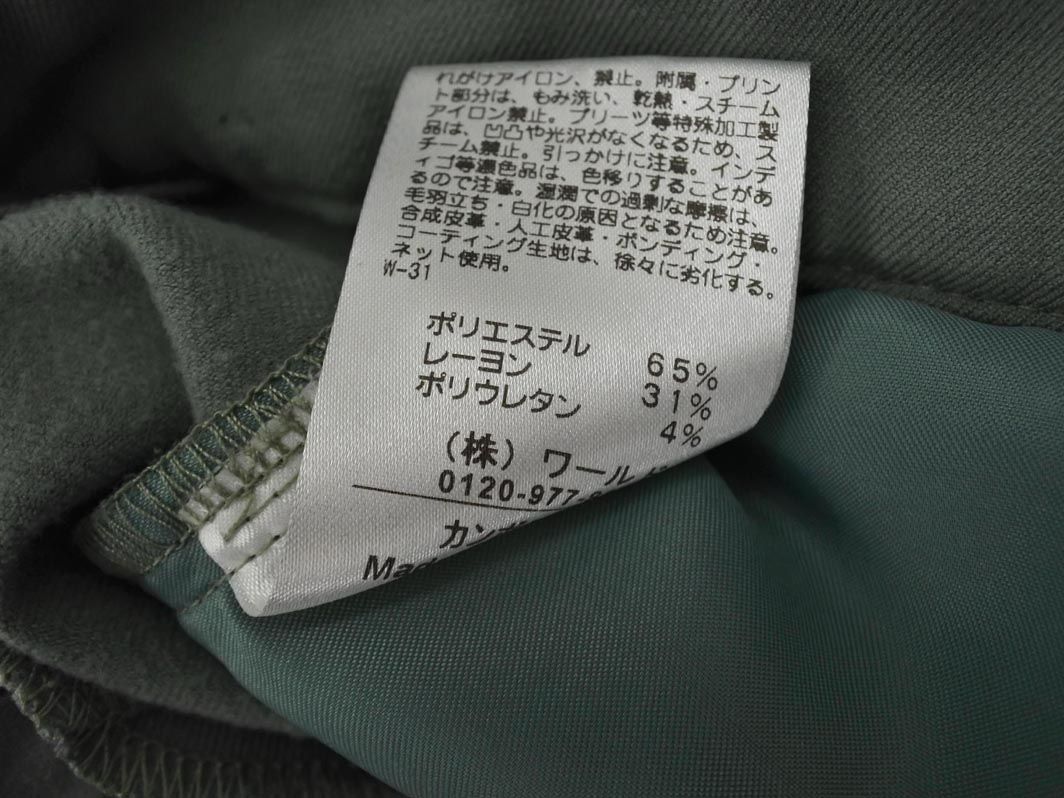 れがけアイロン、禁止。附属・プリン
ト部分は、もみ洗い、乾熱・スチーム
アイロン禁止。プリーツ等特殊加工製
品は、凹凸や光沢がなくなるため、ス
チーム禁止。引っかけに注意。インデ
ィゴ等濃色品は、色移りすることがあ
るので注意。湿潤での過剰な摩擦は、
毛羽立ち・白化の原因となるため注意。
合成皮革・人工皮革・ボンディング・
コーティング生地は、徐々に劣化する。
ネット使用。
W-31
ポリエステル 65%
レーヨン 31%
ポリウレタン 4%
（株）ワール
0120-977-
カン
Mad